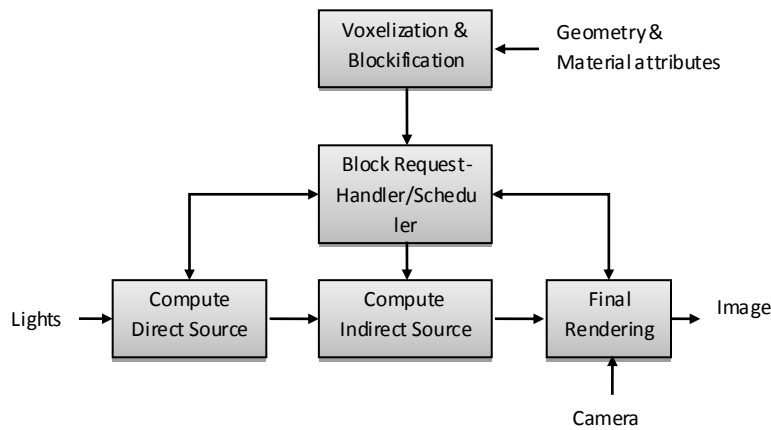 Voxelization &
Blockification
Geometry &
Material attributes
Block Request-
Handler/Schedu
ler
Lights
Compute
Direct Source
Compute
Indirect Source
Final
Rendering
Image
Camera